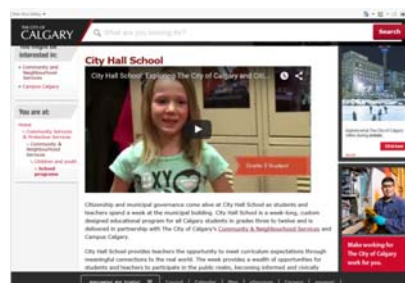 THE CITY OF
CALGARY
What are you looking for?
Search
You might be
interested in:
Community and
Neighbourhood
Services
Campus Calgary
You are at:
Home
Community Services
& Protective Services
Community &
Neighbourhood
Services
Children and youth
School
programs
City Hall School
City Hall School: Exploring The City of Calgary and Citi...
Grade 3 Student
Citizenship and municipal governance come alive at City Hall School as students and
teachers spend a week at the municipal building. City Hall School is a week-long, custom
designed educational program for all Calgary students in grades three to twelve and is
delivered in partnership with The City of Calgary's Community & Neighbourhood Services and
Campus Calgary.
City Hall School provides teachers the opportunity to meet curriculum expectations through
meaningful connections to the real world. The week provides a wealth of opportunities for
students and teachers to participate in the public realm, becoming informed and civically
Make working for
The City of Calgary
work for you.